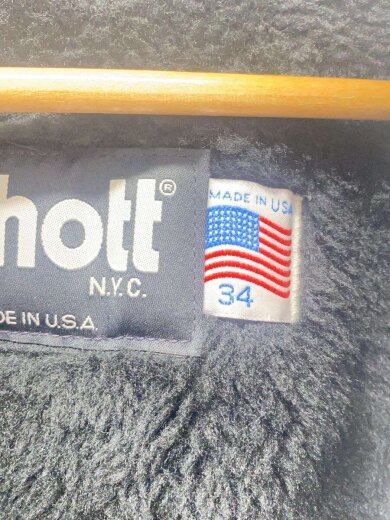 hott®
N.Y.C.
DE IN U.S.A.
MADE IN USA
34